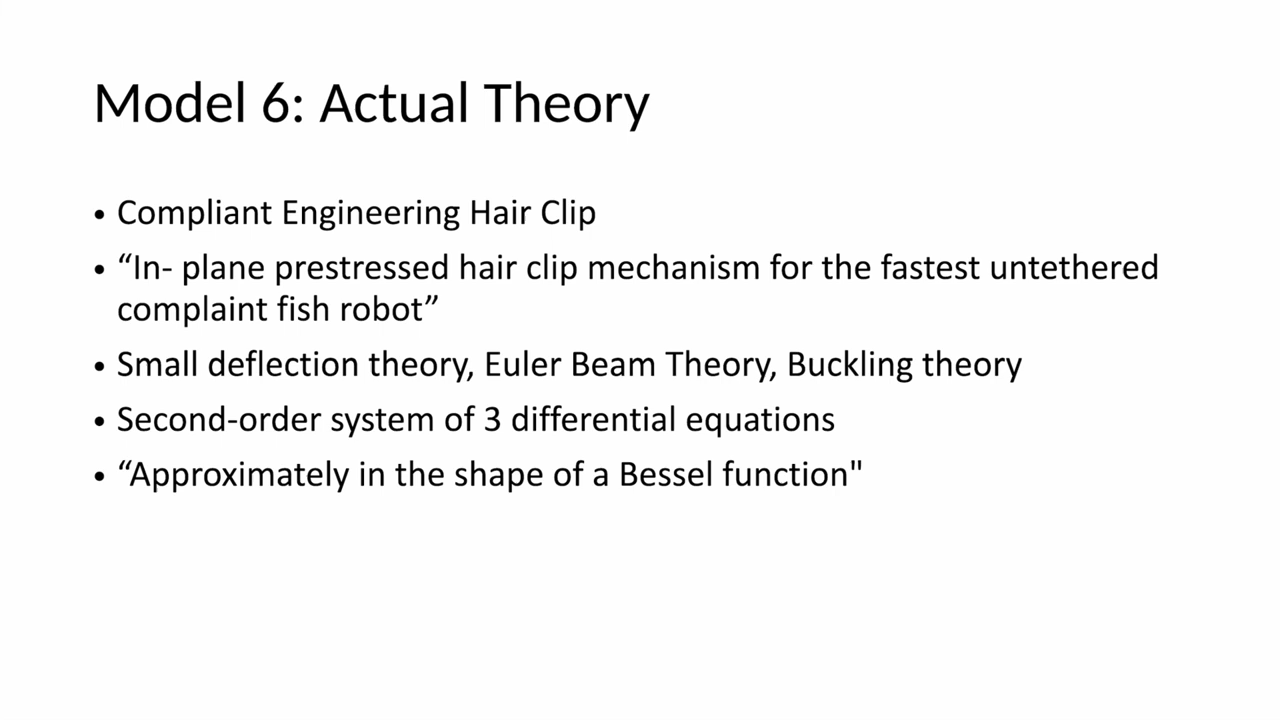 Model 6: Actual Theory
• Compliant Engineering Hair Clip
• “In- plane prestressed hair clip mechanism for the fastest untethered
complaint fish robot”
• Small deflection theory, Euler Beam Theory, Buckling theory
• Second-order system of 3 differential equations
• “Approximately in the shape of a Bessel function"